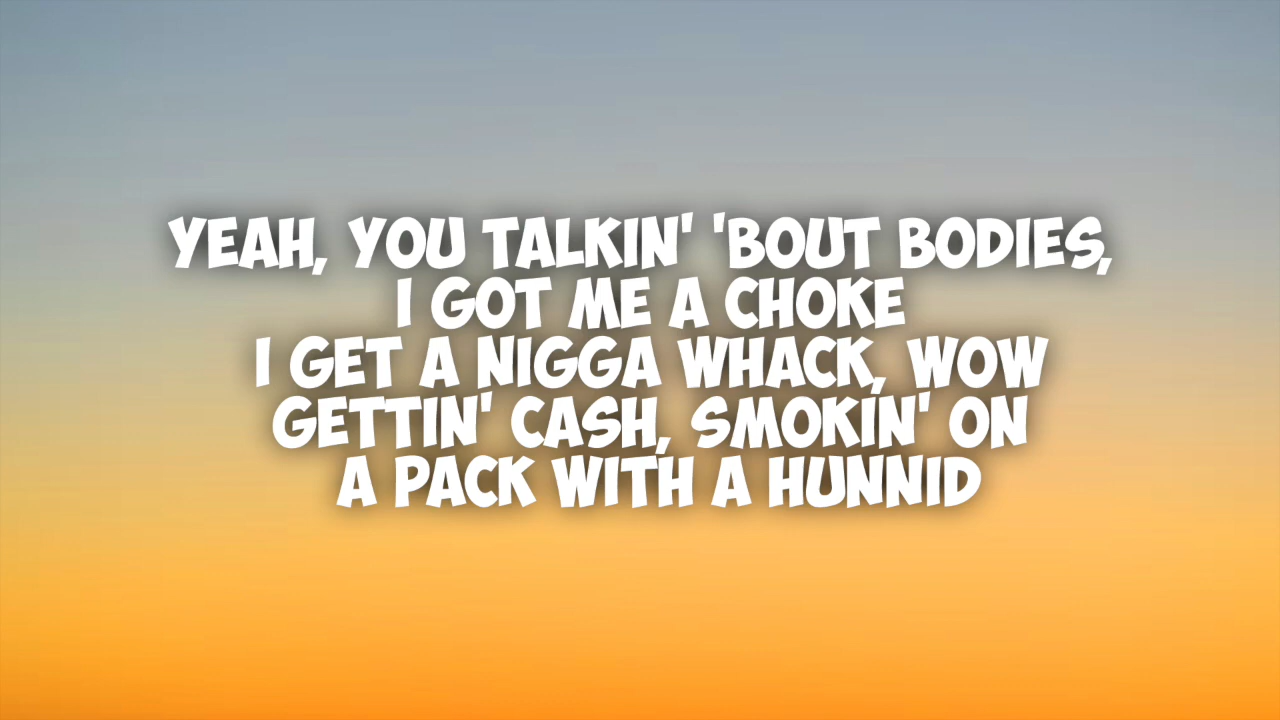 YEAH, YOU TALKIN' 'BOUT BODIES,
I GOT ME A CHOKE
I GET A NIGGA WHACK, WOW
GETTIN' CASH, SMOKIN' ON
A PACK WITH A HUNNID